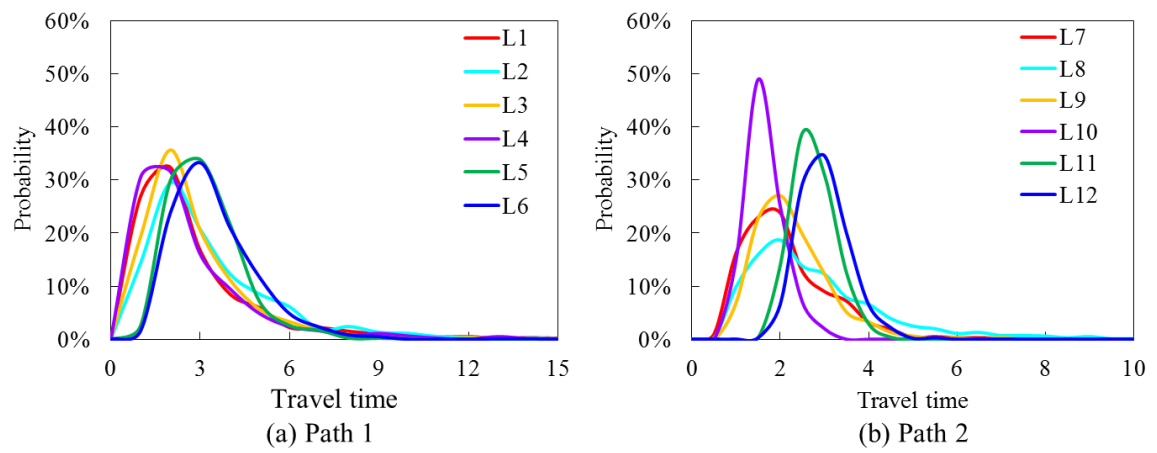 60%
50%
40%
30%
20%
10%
0%
Probability
L1
L2
L3
L4
L5
L6
0 3 6 9 12 15
Travel time
(a) Path 1
60%
50%
40%
30%
20%
10%
0%
Probability
L7
L8
L9
L10
L11
L12
0 2 4 6 8 10
Travel time
(b) Path 2